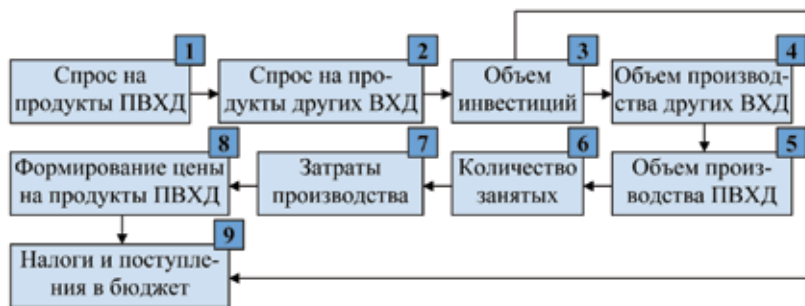 1
Спрос на
продукты ПВХД
2
Спрос на про-
дукты других ВХД
3
Объем
инвестиций
4
Объем производ-
ства других ВХД
5
Объем произ-
водства ПВХД
6
Количество
занятых
7
Затраты
производства
8
Формирование цены
на продукты ПВХД
9
Налоги и поступле-
ния в бюджет